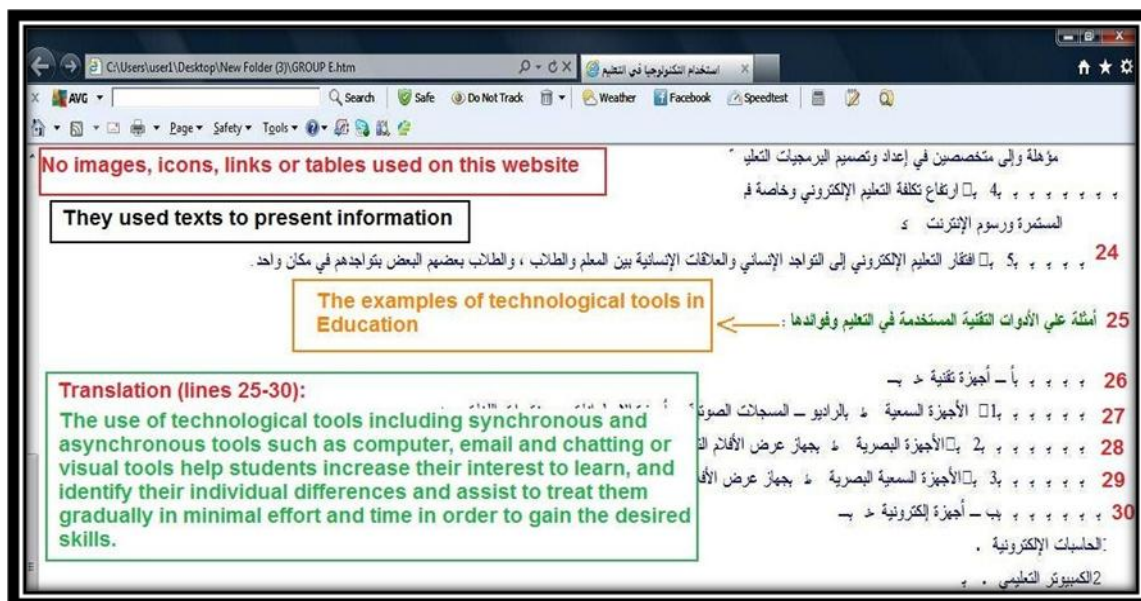 C:\Users\user1\Desktop\New Folder (3)\GROUP E.htm
استخدام التكنولوجيا في التعليم
AVG Search Safe Do Not Track Weather Facebook Speedtest
Page Safety Tools
No images, icons, links or tables used on this website
مؤهلة وإلى متخصصين في إعداد وتصميم البرمجيات
4 ارتفاع تكلفة التعليم الإلكتروني وخاصة
They used texts to present information
المستمرة ورسوم الإنترنت
24 5 افتقار التعليم الإلكتروني إلى التواجد الإنساني والعلاقات الإنسانية بين المعلم والطلاب ، والطلاب بعضهم البعض بتواجدهم في مكان واحد.
The examples of technological tools in
Education
25 أمثلة علي الأدوات التقنية المستخدمة في التعليم وفوائدها :
26 أ – أجهزة تقنية
27 1 الأجهزة السمعية بالراديو – المسجلات
28 2 الأجهزة البصرية بجهاز عرض الأفلام
29 3 الأجهزة السمعية البصرية بجهاز عرض
30 ب – أجهزة إلكترونية
الحاسبات الإلكترونية .
2الكمبيوتر التعليمي .
Translation (lines 25-30):
The use of technological tools including synchronous and
asynchronous tools such as computer, email and chatting or
visual tools help students increase their interest to learn, and
identify their individual differences and assist to treat them
gradually in minimal effort and time in order to gain the desired
skills.